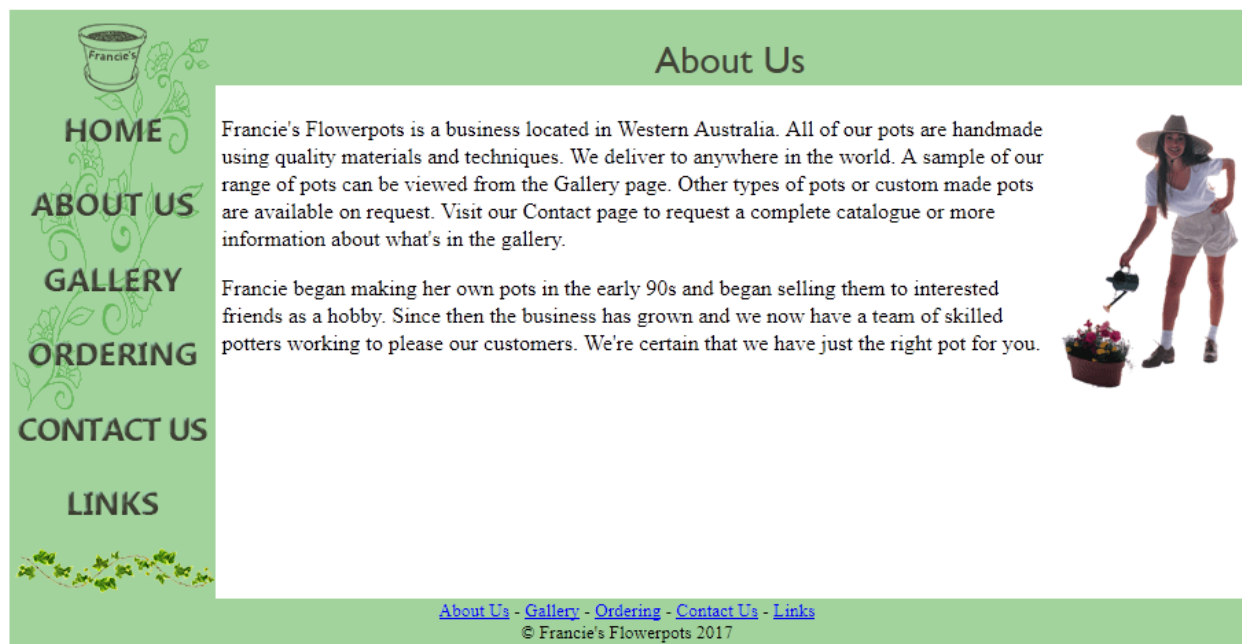 Francie's
About Us
HOME
ABOUT US
GALLERY
ORDERING
CONTACT US
LINKS
Francie's Flowerpots is a business located in Western Australia. All of our pots are handmade
using quality materials and techniques. We deliver to anywhere in the world. A sample of our
range of pots can be viewed from the Gallery page. Other types of pots or custom made pots
are available on request. Visit our Contact page to request a complete catalogue or more
information about what's in the gallery.
Francie began making her own pots in the early 90s and began selling them to interested
friends as a hobby. Since then the business has grown and we now have a team of skilled
potters working to please our customers. We're certain that we have just the right pot for you.
About Us - Gallery - Ordering - Contact Us - Links
© Francie's Flowerpots 2017